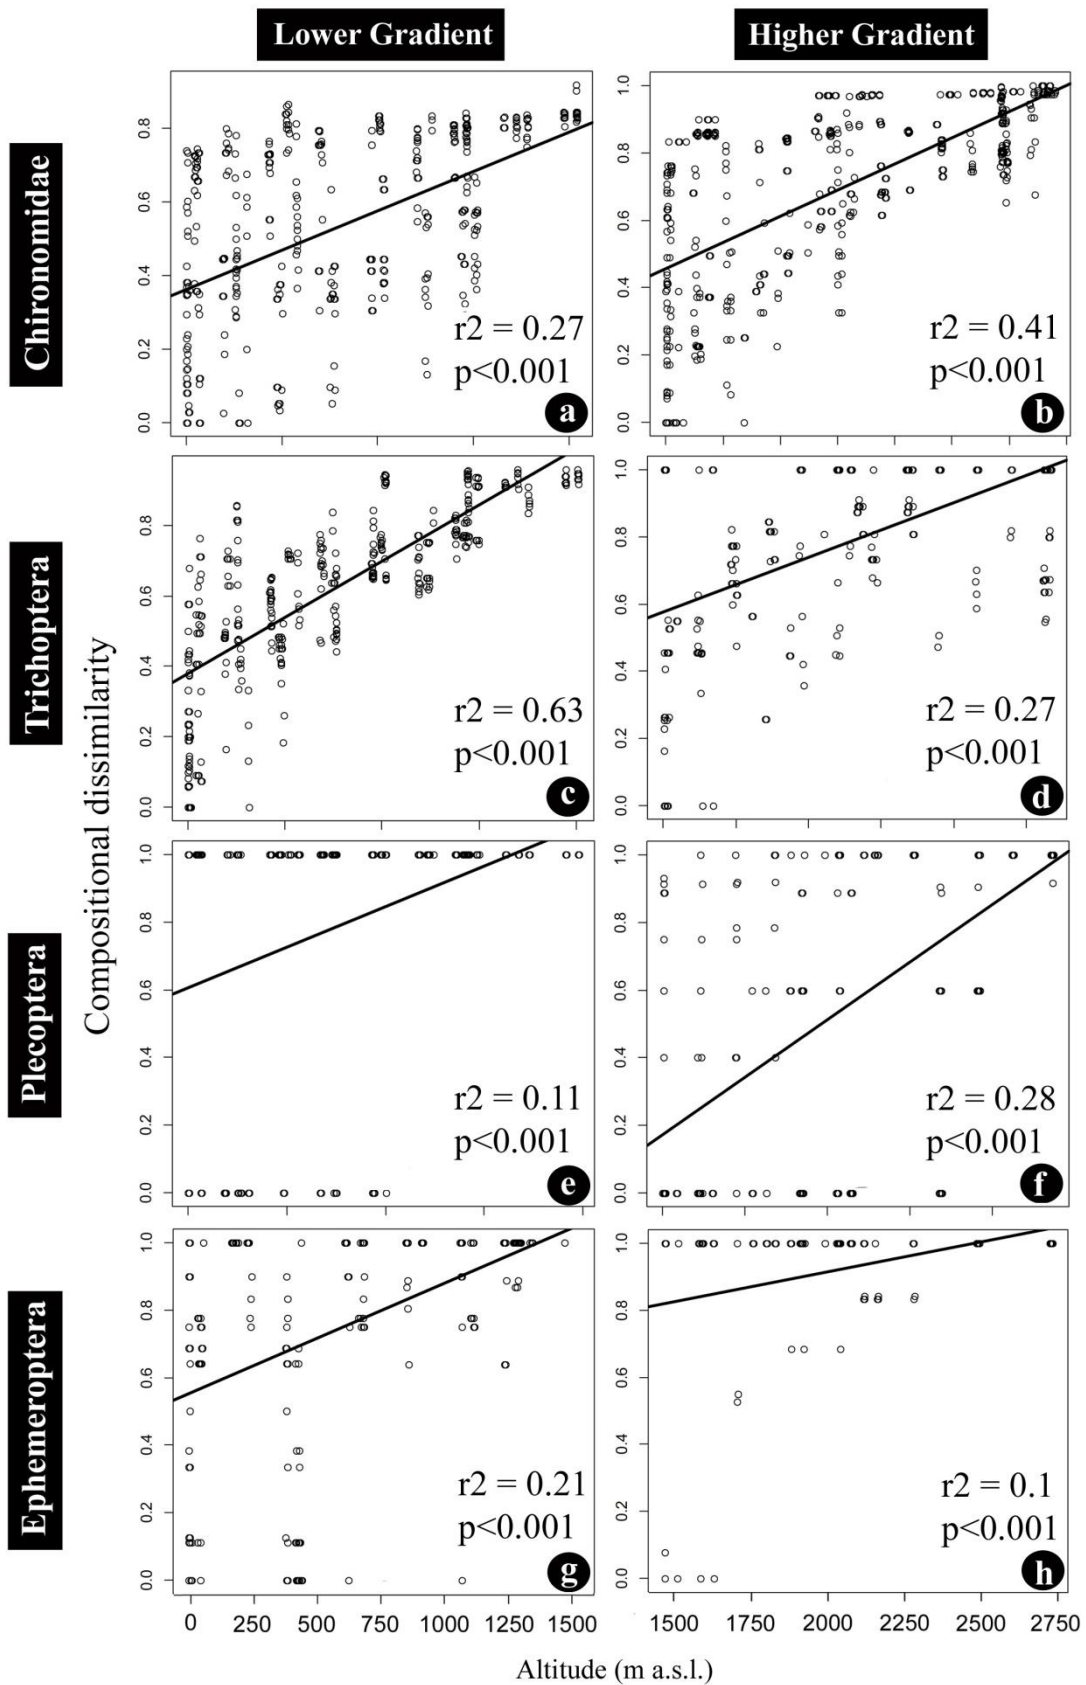 Lower Gradient
Higher Gradient
Chironomidae
Trichoptera
Plecoptera
Ephemeroptera
Compositional dissimilarity
0.8
0.6
0.4
0.2
0.0
r2 = 0.27
p<0.001
a
1.0
0.8
0.6
0.4
0.2
0.0
r2 = 0.41
p<0.001
b
0.8
0.6
0.4
0.2
0.0
r2 = 0.63
p<0.001
c
1.0
0.8
0.6
0.4
0.2
0.0
r2 = 0.27
p<0.001
d
1.0
0.8
0.6
0.4
0.2
0.0
r2 = 0.11
p<0.001
e
1.0
0.8
0.6
0.4
0.2
0.0
r2 = 0.28
p<0.001
f
1.0
0.8
0.6
0.4
0.2
0.0
r2 = 0.21
p<0.001
g
1.0
0.8
0.6
0.4
0.2
0.0
r2 = 0.1
p<0.001
h
0 250 500 750 1000 1250 1500
1500 1750 2000 2250 2500 2750
Altitude (m a.s.l.)